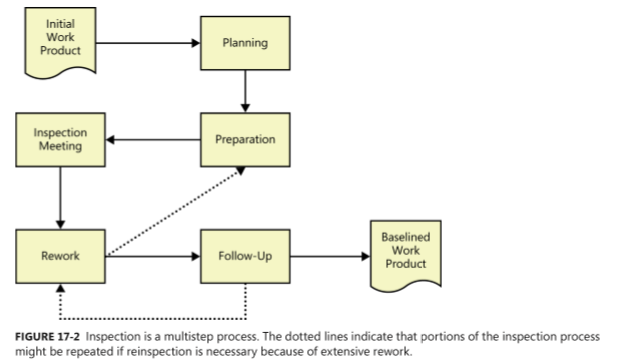 Initial
Work
Product
Planning
Inspection
Meeting
Preparation
Rework
Follow-Up
Baselined
Work
Product
FIGURE 17-2 Inspection is a multistep process. The dotted lines indicate that portions of the inspection process
might be repeated if reinspection is necessary because of extensive rework.